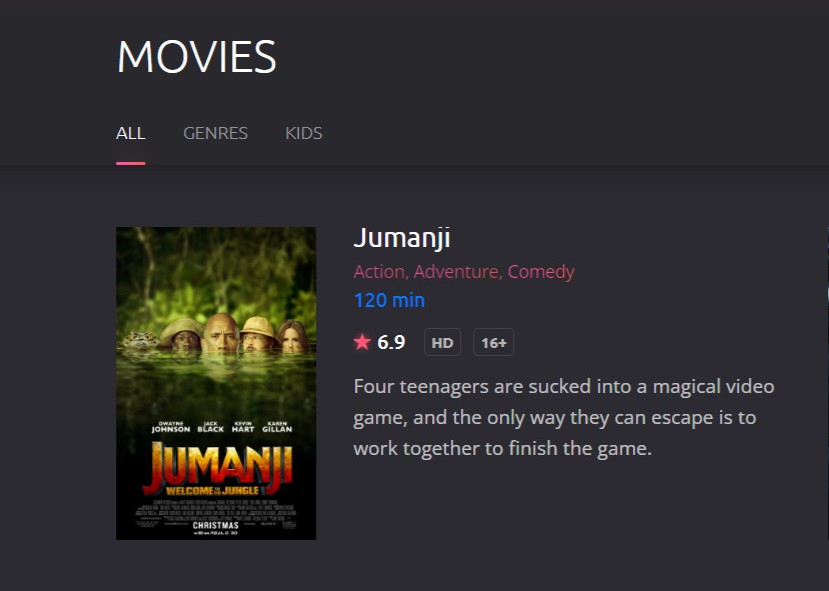 MOVIES
ALL GENRES KIDS
Jumanji
Action, Adventure, Comedy
120 min
6.9 HD 16+
Four teenagers are sucked into a magical video
game, and the only way they can escape is to
work together to finish the game.
DWAYNE JOHNSON JACK BLACK KEVIN HART KAREN GILLAN
JUMANJI
WELCOME TO THE JUNGLE
CHRISTMAS